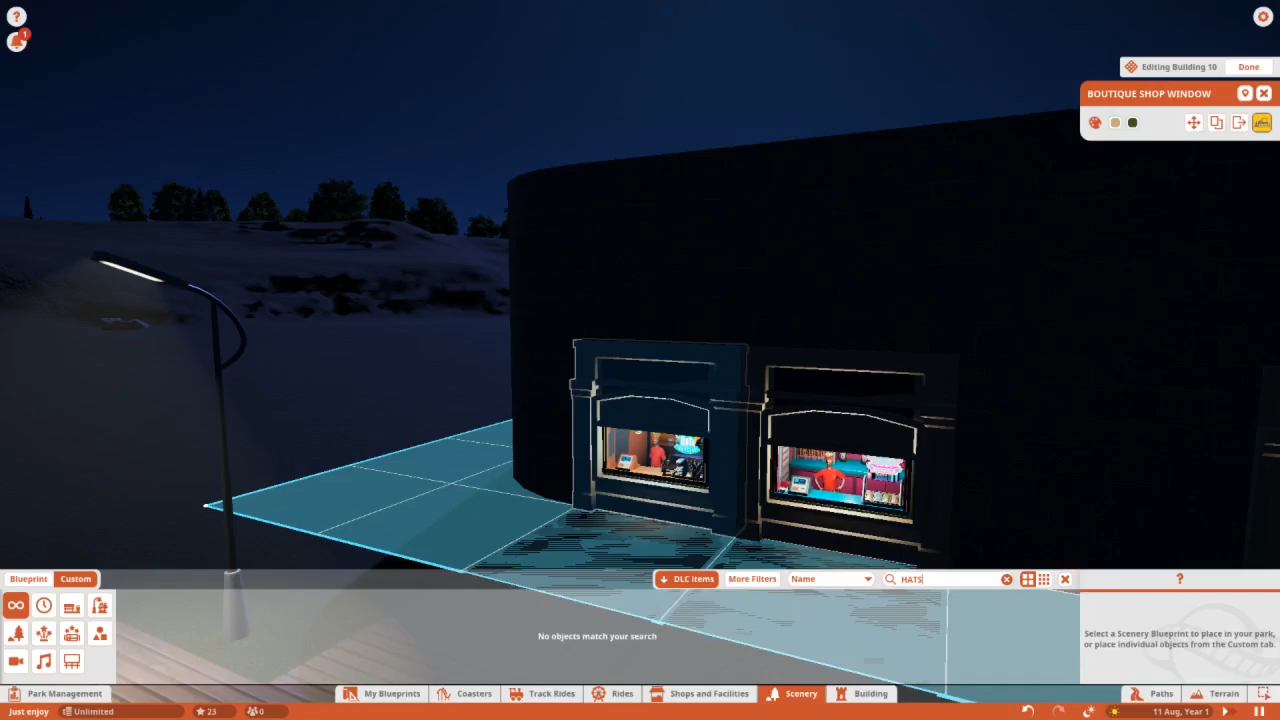 ?
1
Editing Building 10 Done
BOUTIQUE SHOP WINDOW
Blueprint Custom
DLC items More Filters Name HATS
?
No objects match your search
Select a Scenery Blueprint to place in your park,
or place individual objects from the Custom tab.
Park Management My Blueprints Coasters Track Rides Rides Shops and Facilities Scenery Building Paths Terrain
Just enjoy Unlimited 23 0 11 Aug, Year 1